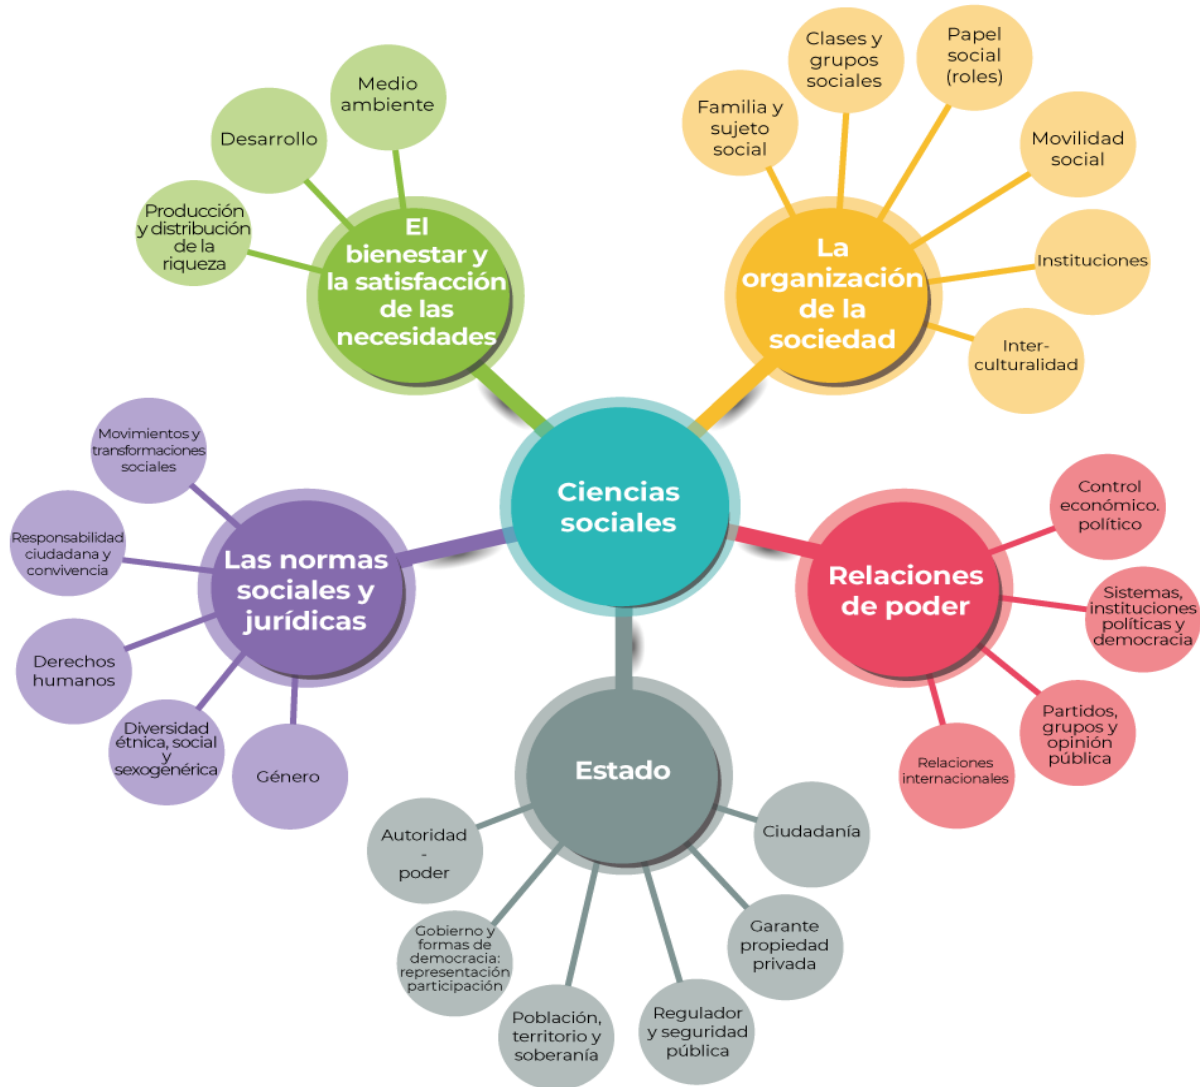 Medio
ambiente
Desarrollo
Producción
y distribución
de la
riqueza
El
bienestar y
la satisfacción
de las
necesidades
Clases y
grupos
sociales
Papel
social
(roles)
Familia y
sujeto
social
Movilidad
social
Instituciones
Inter-
culturalidad
La
organización
de la
sociedad
Ciencias
sociales
Movimientos y
transformaciones
sociales
Responsabilidad
ciudadana y
convivencia
Derechos
humanos
Diversidad
étnica, social
y
sexogenérica
Género
Las normas
sociales y
jurídicas
Relaciones
de poder
Control
económico.
político
Sistemas,
instituciones
políticas y
democracia
Partidos,
grupos y
opinión
pública
Relaciones
internacionales
Estado
Autoridad
-
poder
Gobierno y
formas de
democracia:
representación
participación
Población,
territorio y
soberanía
Regulador
y seguridad
pública
Garante
propiedad
privada
Ciudadanía